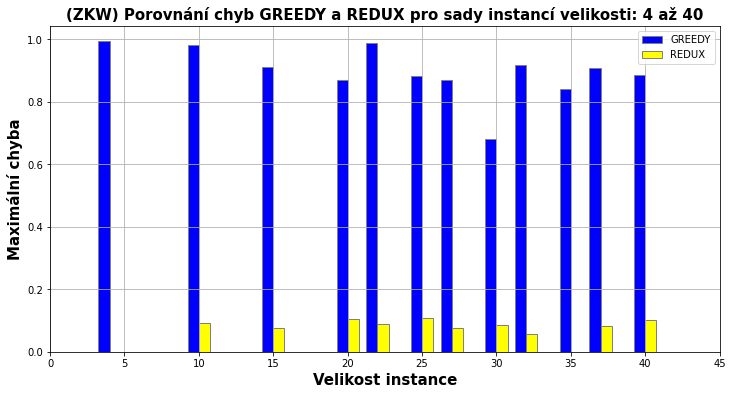 (ZKW) Porovnání chyb GREEDY a REDUX pro sady instancí velikosti: 4 až 40
GREEDY
REDUX
Maximální chyba
1.0
0.8
0.6
0.4
0.2
0.0
0 5 10 15 20 25 30 35 40 45
Velikost instance